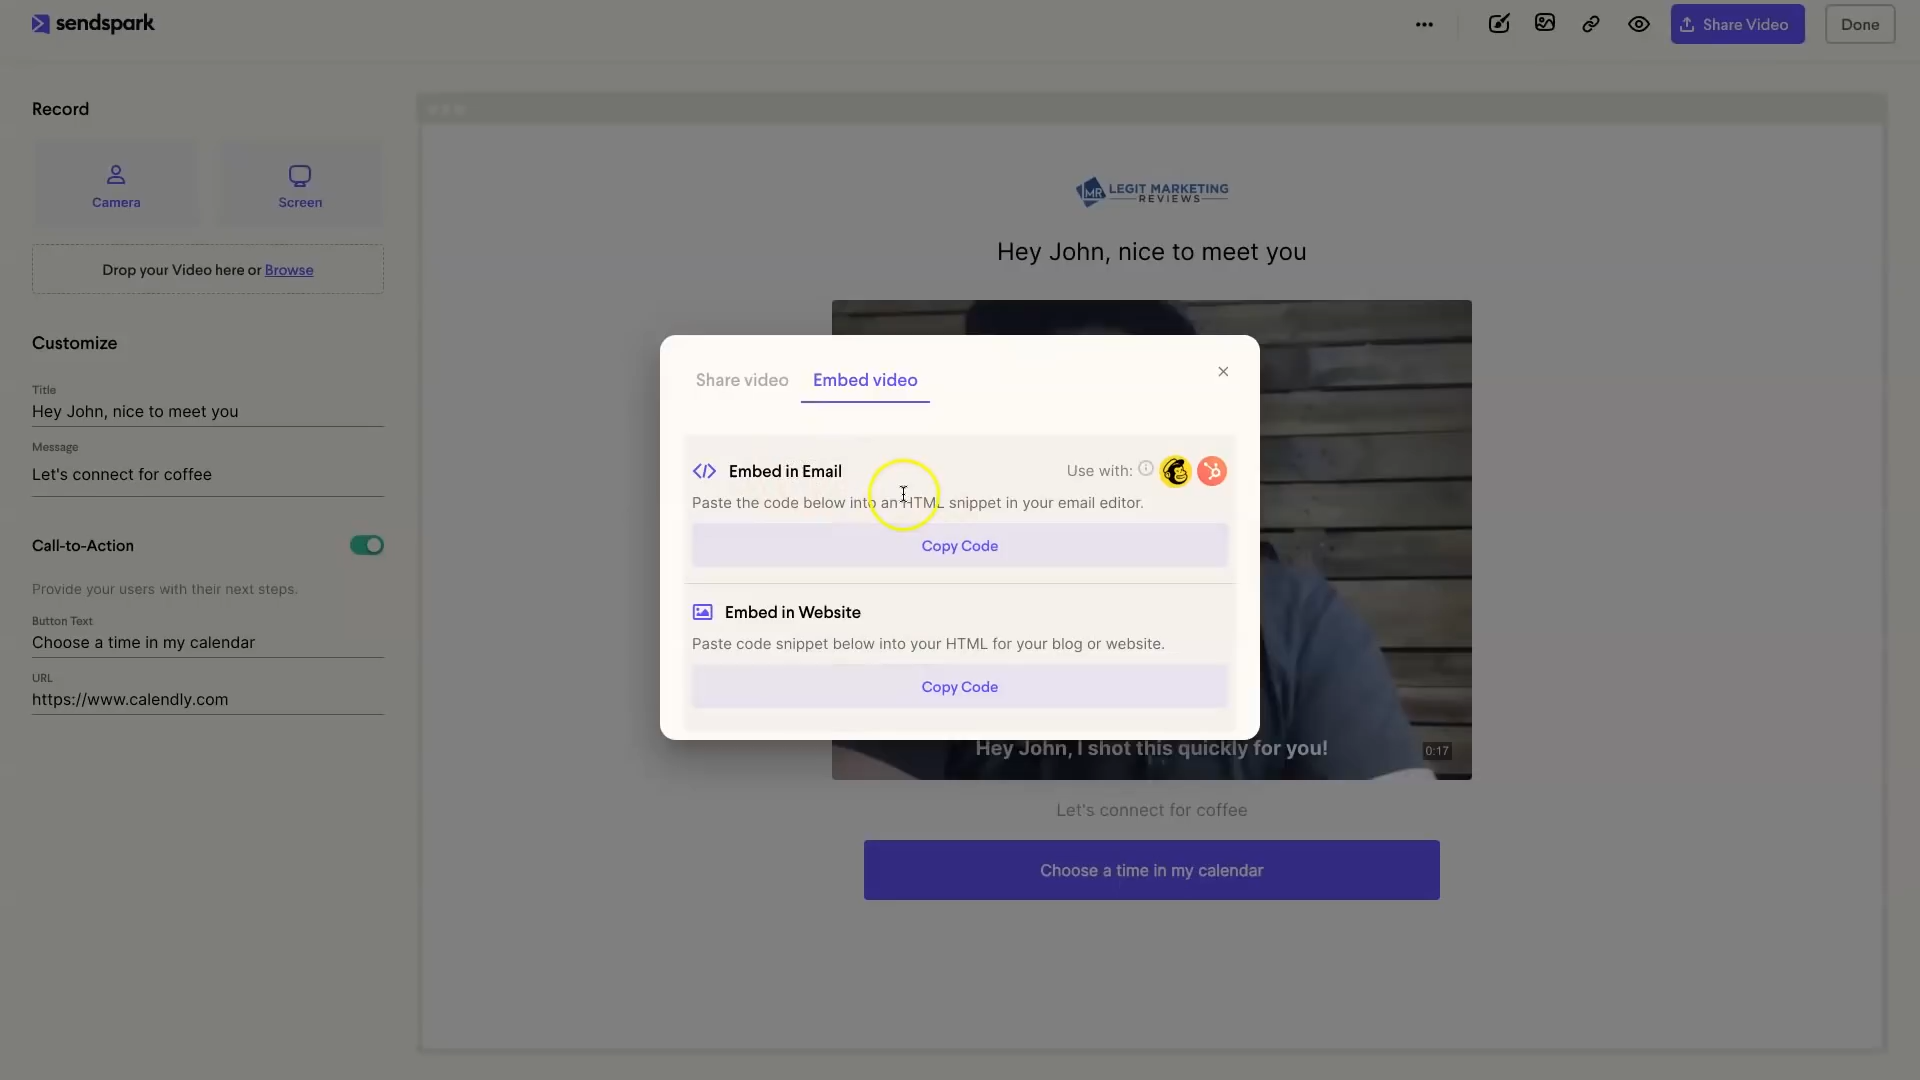 sendspark
Share Video
Done
Record
Camera
Screen
Drop your Video here or Browse
Customize
Title
Hey John, nice to meet you
Message
Let's connect for coffee
Call-to-Action
Provide your users with their next steps.
Button Text
Choose a time in my calendar
URL
https://www.calendly.com
MR LEGIT MARKETING
REVIEWS
Hey John, nice to meet you
Share video
Embed video
Embed in Email
Use with:
Paste the code below into an HTML snippet in your email editor.
Copy Code
Embed in Website
Paste code snippet below into your HTML for your blog or website.
Copy Code
Hey John, I shot this quickly for you!
0:17
Let's connect for coffee
Choose a time in my calendar